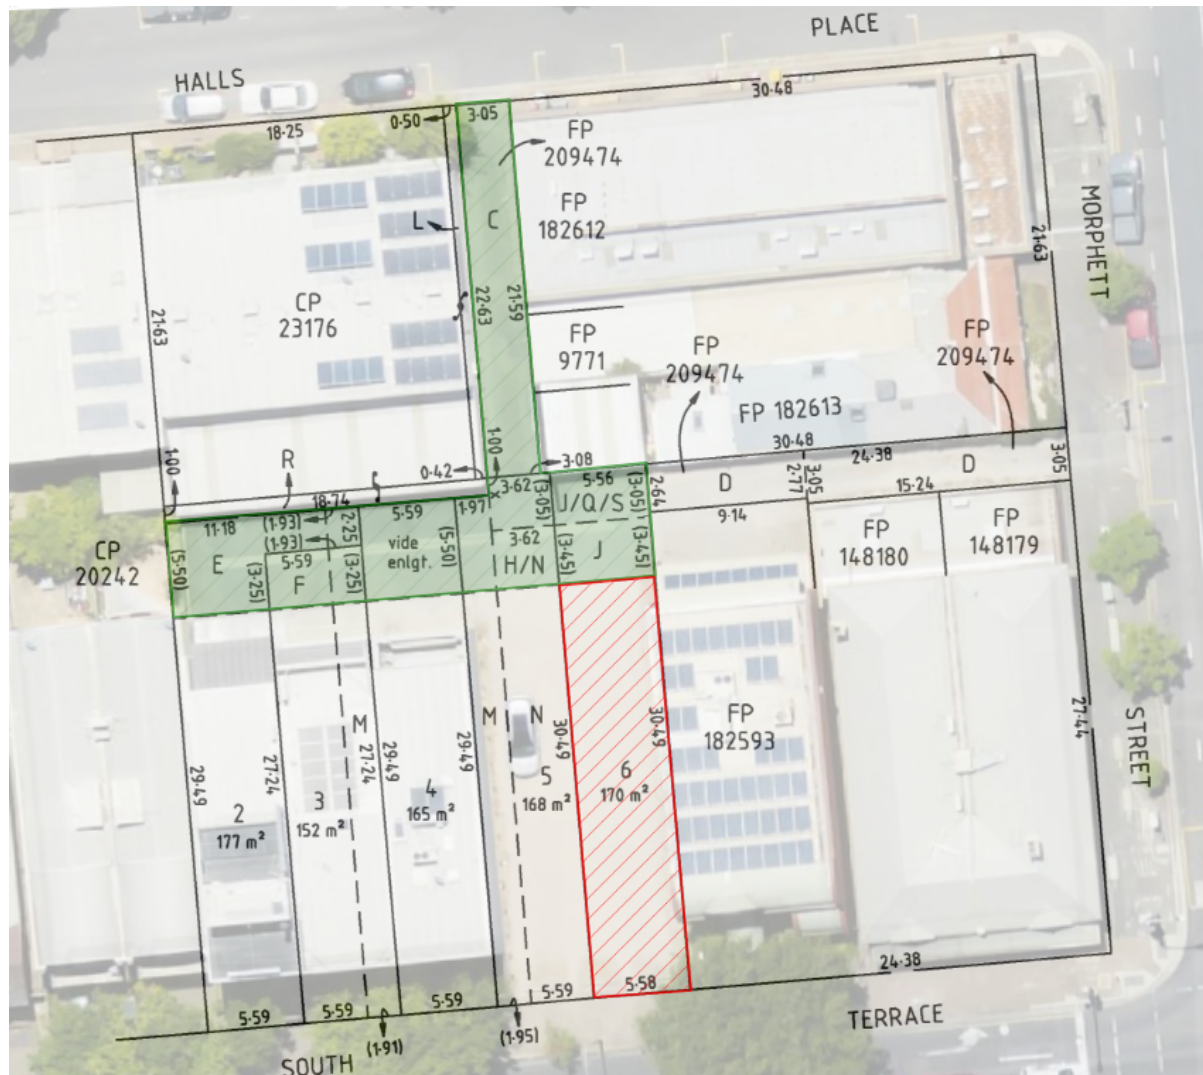 PLACE
HALLS
30·48
18·25
0·50
3·05
FP
209474
L
C
FP
182612
MORPHETT
21·63
21·63
22·63
21·59
CP
23176
FP
9771
FP
209474
FP
209474
FP 182613
30·48
24·38
1·00
R
0·42
1·00
3·08
18·74
3·62
(3·05)
5·56
J/Q/S
(3·05)
2·64
D
2·77
3·05
D
3·05
9·14
15·24
11·18
(1·93)
(1·93)
2·25
5·59
1·97
X
CP
20242
(5·50)
E
(3·25)
5·59
F
(3·25)
vide
enlgt.
(5·50)
3·62
H/N
(3·45)
J
(3·45)
FP
148180
FP
148179
29·49
27·24
M
27·24
29·49
29·49
M
N
30·49
30·49
FP
182593
27·44
STREET
2
177 m²
3
152 m²
4
165 m²
5
168 m²
6
170 m²
5·59
5·59
5·59
5·59
5·58
24·38
(1·91)
(1·95)
SOUTH
TERRACE